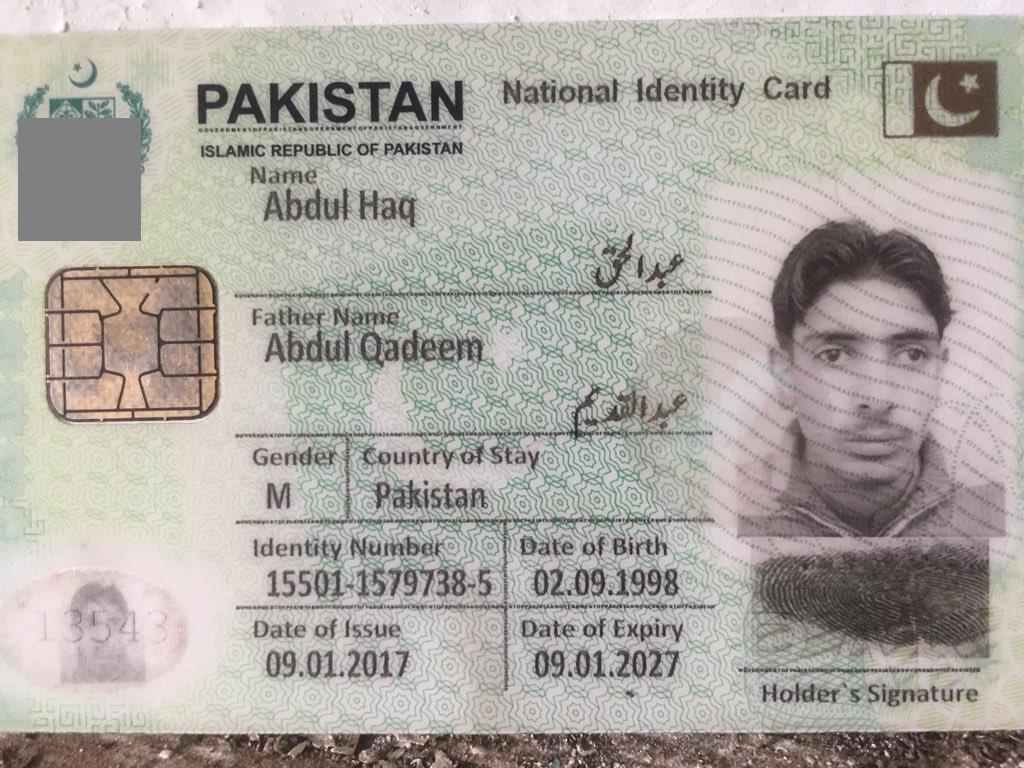 PAKISTAN National Identity Card
ISLAMIC REPUBLIC OF PAKISTAN
Name
Abdul Haq
عبدالحق
Father Name
Abdul Qadeem
عبدالقدیم
Gender Country of Stay
M Pakistan
Identity Number Date of Birth
15501-1579738-5 02.09.1998
Date of Issue Date of Expiry
09.01.2017 09.01.2027
13543
Holder`s Signature